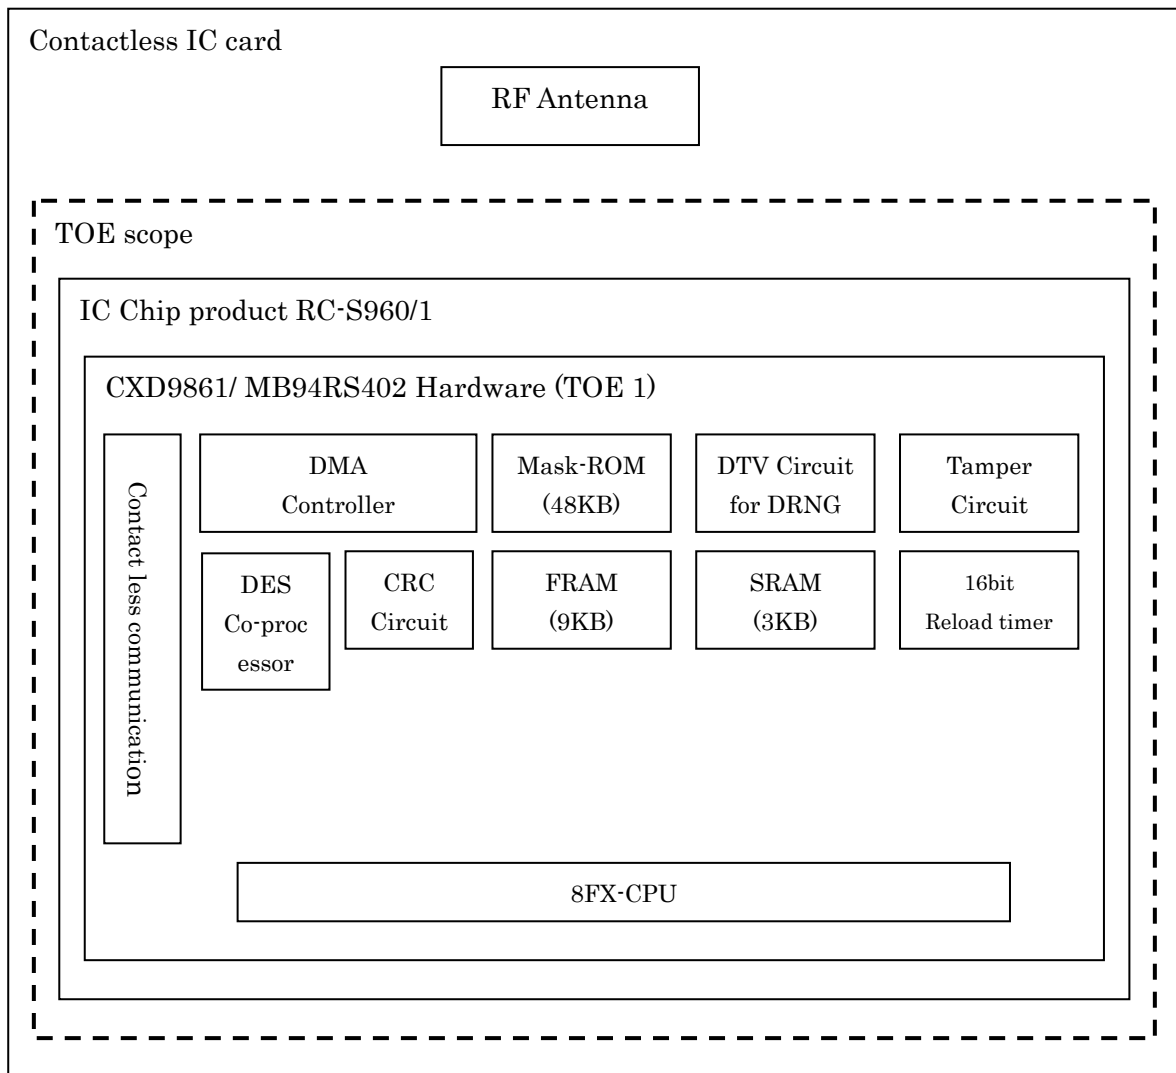 Contactless IC card
RF Antenna
TOE scope
IC Chip product RC-S960/1
CXD9861/ MB94RS402 Hardware (TOE 1)
Contact less communication
DMA
Controller
Mask-ROM
(48KB)
DTV Circuit
for DRNG
Tamper
Circuit
DES
Co-proc
essor
CRC
Circuit
FRAM
(9KB)
SRAM
(3KB)
16bit
Reload timer
8FX-CPU